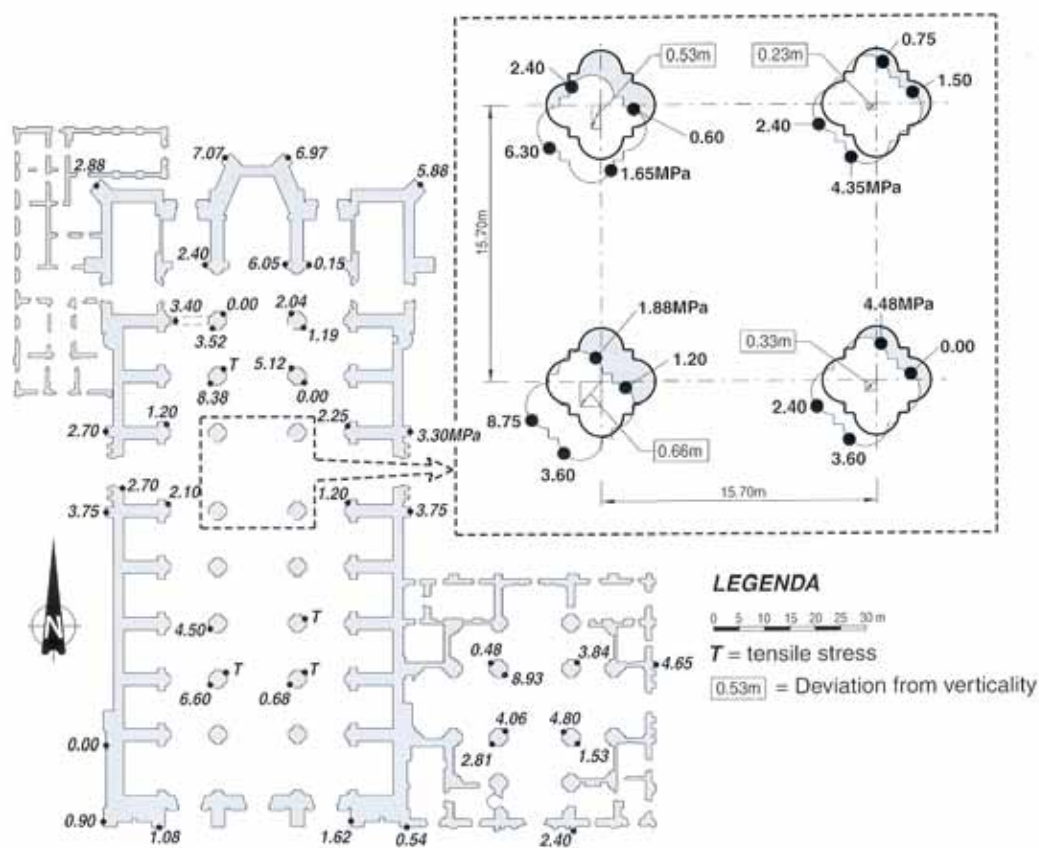 2.40
0.53m
0.60
6.30
1.65MPa
0.23m
0.75
1.50
2.40
4.35MPa
15.70m
1.88MPa
1.20
8.75
3.60
0.66m
4.48MPa
0.33m
0.00
2.40
3.60
15.70m
2.88
7.07
6.97
5.88
2.40
6.05
0.15
3.40
0.00
2.04
3.52
1.19
T
5.12
8.38
0.00
2.70
1.20
2.25
3.30MPa
2.70
3.75
2.10
1.20
3.75
N
4.50
T
T
6.60
T
0.68
0.48
8.93
3.84
4.65
4.06
4.80
2.81
1.53
0.00
0.90
1.08
1.62
0.54
2.40
LEGENDA
0 5 10 15 20 30 m
T = tensile stress
0.53m = Deviation from verticality